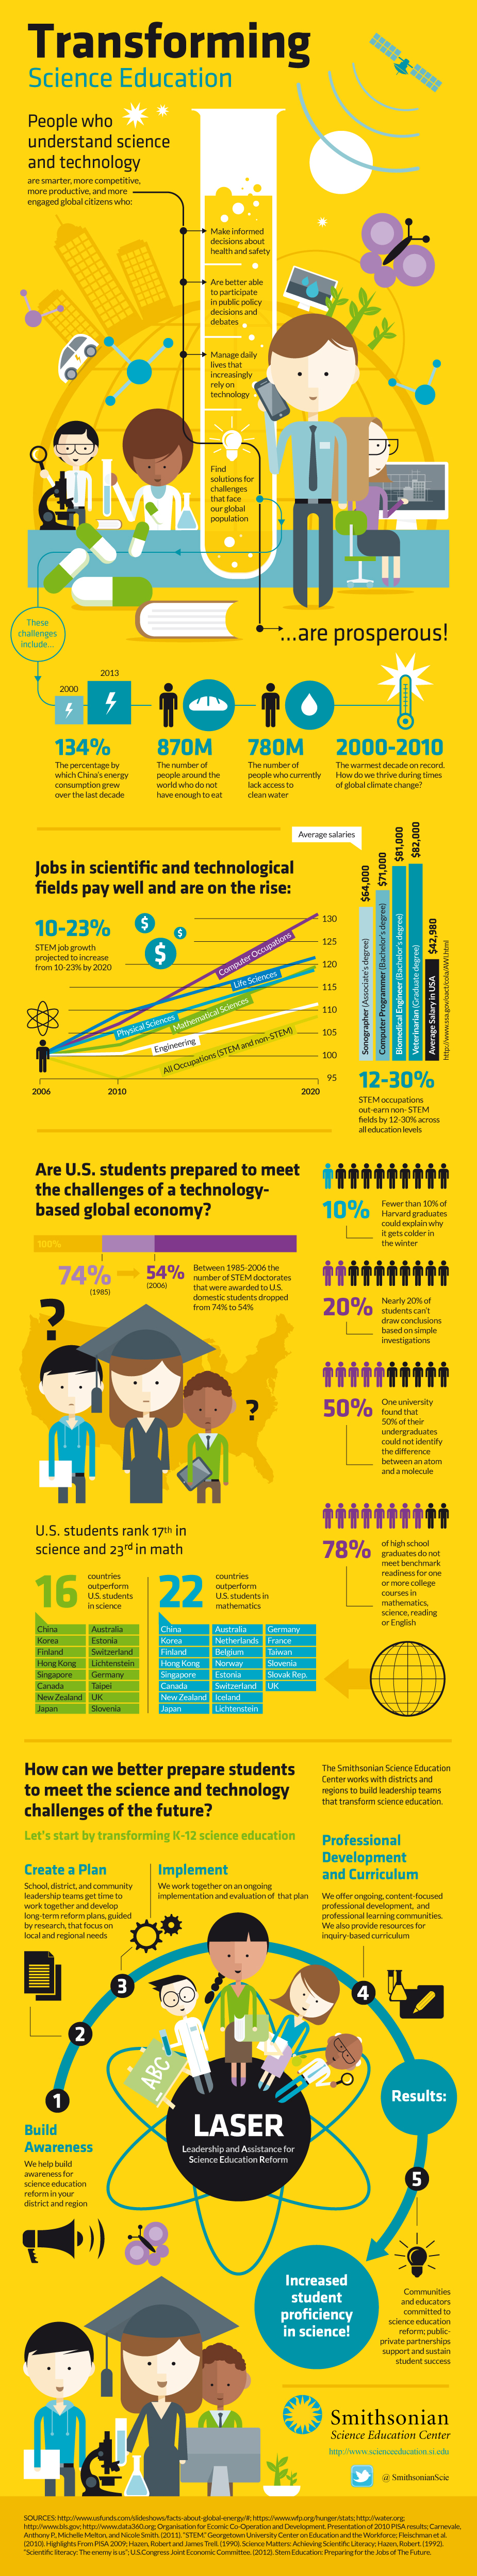 Transforming
Science Education
People who
understand science
and technology
are smarter, more competitive,
more productive, and more
engaged global citizens who:
Make informed
decisions about
health and safety
Are better able
to participate
in public policy
decisions and
debates
Manage daily
lives that
increasingly
rely on
technology
Find
solutions for
challenges
that face
our global
population
These
challenges
include...
...are prosperous!
2000
2013
134%
The percentage by
which China's energy
consumption grew
over the last decade
870M
The number of
people around the
world who do not
have enough to eat
780M
The number of
people who currently
lack access to
clean water
2000-2010
The warmest decade on record.
How do we thrive during times
of global climate change?
Jobs in scientific and technological
fields pay well and are on the rise:
10-23%
STEM job growth
projected to increase
from 10-23% by 2020
$
$
$
Computer Occupations
Life Sciences
Physical Sciences
Mathematical Sciences
Engineering
All Occupations (STEM and non-STEM)
130
125
120
115
110
105
100
95
2006
2010
2020
Average salaries
$64,000
$71,000
$81,000
$82,000
$42,980
Sonographer (Associate's degree)
Computer Programmer (Bachelor's degree)
Biomedical Engineer (Bachelor's degree)
Veterinarian (Graduate degree)
Average Salary in USA
http://www.ssa.gov/oact/cola/AWI.html
12-30%
STEM occupations
out-earn non- STEM
fields by 12-30% across
all education levels
Are U.S. students prepared to meet
the challenges of a technology-
based global economy?
100%
74%
(1985)
54%
(2006)
Between 1985-2006 the
number of STEM doctorates
that were awarded to U.S.
domestic students dropped
from 74% to 54%
?
?
10%
Fewer than 10% of
Harvard graduates
could explain why
it gets colder in
the winter
20%
Nearly 20% of
students can't
draw conclusions
based on simple
investigations
50%
One university
found that
50% of their
undergraduates
could not identify
the difference
between an atom
and a molecule
78%
of high school
graduates do not
meet benchmark
readiness for one
or more college
courses in
mathematics,
science, reading
or English
U.S. students rank 17th in
science and 23rd in math
16
countries
outperform
U.S. students
in science
China
Korea
Finland
Hong Kong
Singapore
Canada
New Zealand
Japan
Australia
Estonia
Switzerland
Lichtenstein
Germany
Taipei
UK
Slovenia
22
countries
outperform
U.S. students in
mathematics
China
Korea
Finland
Hong Kong
Singapore
Canada
New Zealand
Japan
Australia
Netherlands
Belgium
Norway
Estonia
Switzerland
Iceland
Lichtenstein
Germany
France
Taiwan
Slovenia
Slovak Rep.
UK
How can we better prepare students
to meet the science and technology
challenges of the future?
Let's start by transforming K-12 science education
The Smithsonian Science Education
Center works with districts and
regions to build leadership teams
that transform science education.
Create a Plan
School, district, and community
leadership teams get time to
work together and develop
long-term reform plans, guided
by research, that focus on
local and regional needs
Implement
We work together on an ongoing
implementation and evaluation of that plan
Professional
Development
and Curriculum
We offer ongoing, content-focused
professional development, and
professional learning communities.
We also provide resources for
inquiry-based curriculum
3
4
2
ABC
1
Results:
Build
Awareness
We help build
awareness for
science education
reform in your
district and region
LASER
Leadership and Assistance for
Science Education Reform
5
Increased
student
proficiency
in science!
Communities
and educators
committed to
science education
reform; public-
private partnerships
support and sustain
student success
Smithsonian
Science Education Center
http://www.scienceeducation.si.edu
@ SmithsonianScie
SOURCES: http://www.usfunds.com/slideshows/facts-about-global-energy/#; https://www.wfp.org/hunger/stats; http://water.org;
http://www.bls.gov; http://www.data360.org; Organisation for Ecomic Co-Operation and Development. Presentation of 2010 PISA results; Carnevale,
Anthony P., Michelle Melton, and Nicole Smith. (2011). "STEM." Georgetown University Center on Education and the Workforce; Fleischman et al.
(2010). Highlights From PISA 2009; Hazen, Robert and James Treil. (1990). Science Matters: Achieving Scientific Literacy; Hazen, Robert. (1992).
"Scientific literacy: The enemy is us"; U.S.Congress Joint Economic Committee. (2012). Stem Education: Preparing for the Jobs of The Future.